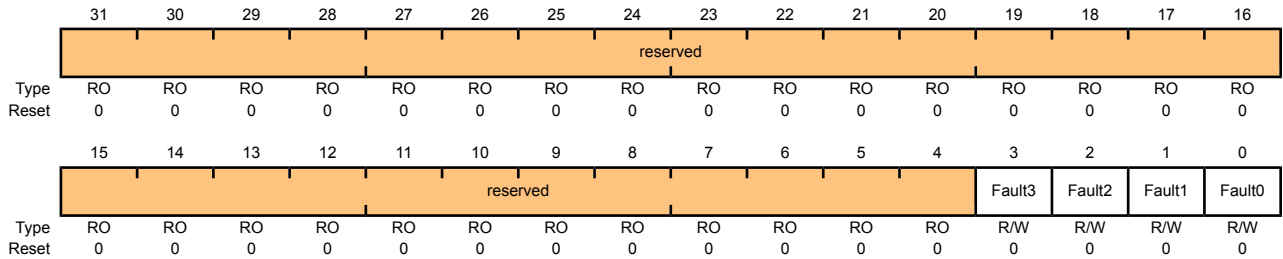 31 30 29 28 27 26 25 24 23 22 21 20 19 18 17 16
reserved
Type RO RO RO RO RO RO RO RO RO RO RO RO RO RO RO RO
Reset 0 0 0 0 0 0 0 0 0 0 0 0 0 0 0 0
15 14 13 12 11 10 9 8 7 6 5 4 3 2 1 0
reserved Fault3 Fault2 Fault1 Fault0
Type RO RO RO RO RO RO RO RO RO RO RO RO R/W R/W R/W R/W
Reset 0 0 0 0 0 0 0 0 0 0 0 0 0 0 0 0